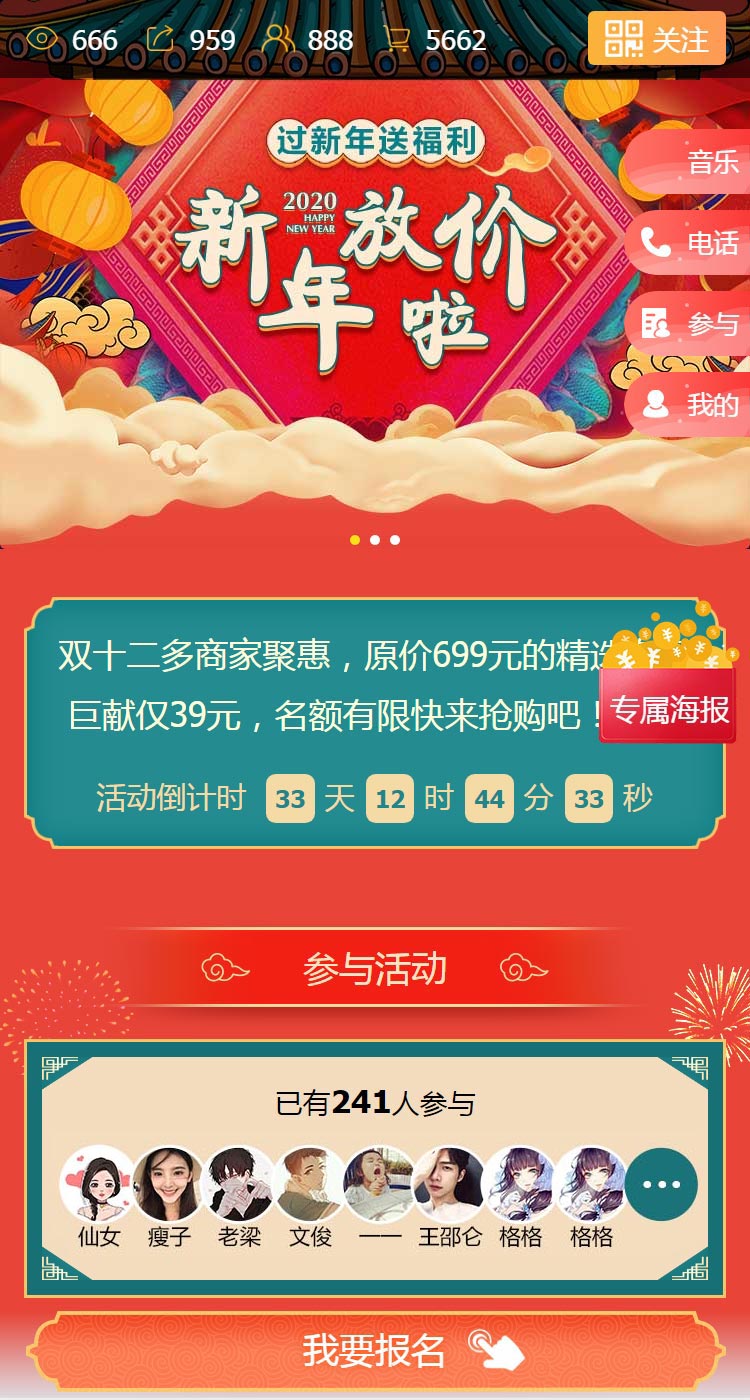 666 959 888 5662 关注
过新年送福利
音乐
新年放价啦
2020
HAPPY
NEW YEAR
电话
参与
我的
双十二多商家聚惠，原价699元的精选
巨献仅39元，名额有限快来抢购吧！
专属海报
活动倒计时 33 天 12 时 44 分 33 秒
参与活动
已有241人参与
仙女 瘦子 老梁 文俊 一一 王邵仑 格格 格格
我要报名